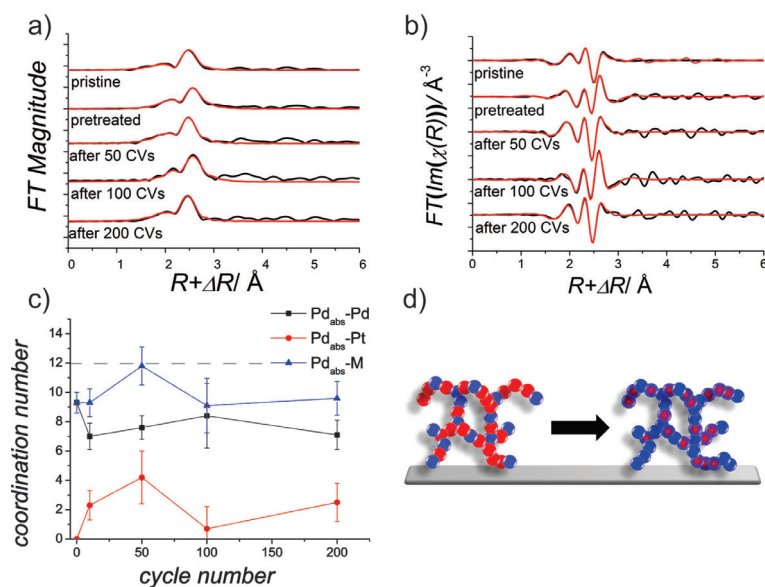 a)
FT Magnitude
pristine
pretreated
after 50 CVs
after 100 CVs
after 200 CVs
0 1 2 3 4 5 6
R+ΔR/ Å
b)
FT(Im(χ(R)))/ Å⁻³
pristine
pretreated
after 50 CVs
after 100 CVs
after 200 CVs
0 1 2 3 4 5 6
R+ΔR/ Å
c)
coordination number
14
12
10
8
6
4
2
0
Pd_abs-Pd
Pd_abs-Pt
Pd_abs-M
0 50 100 150 200
cycle number
d)